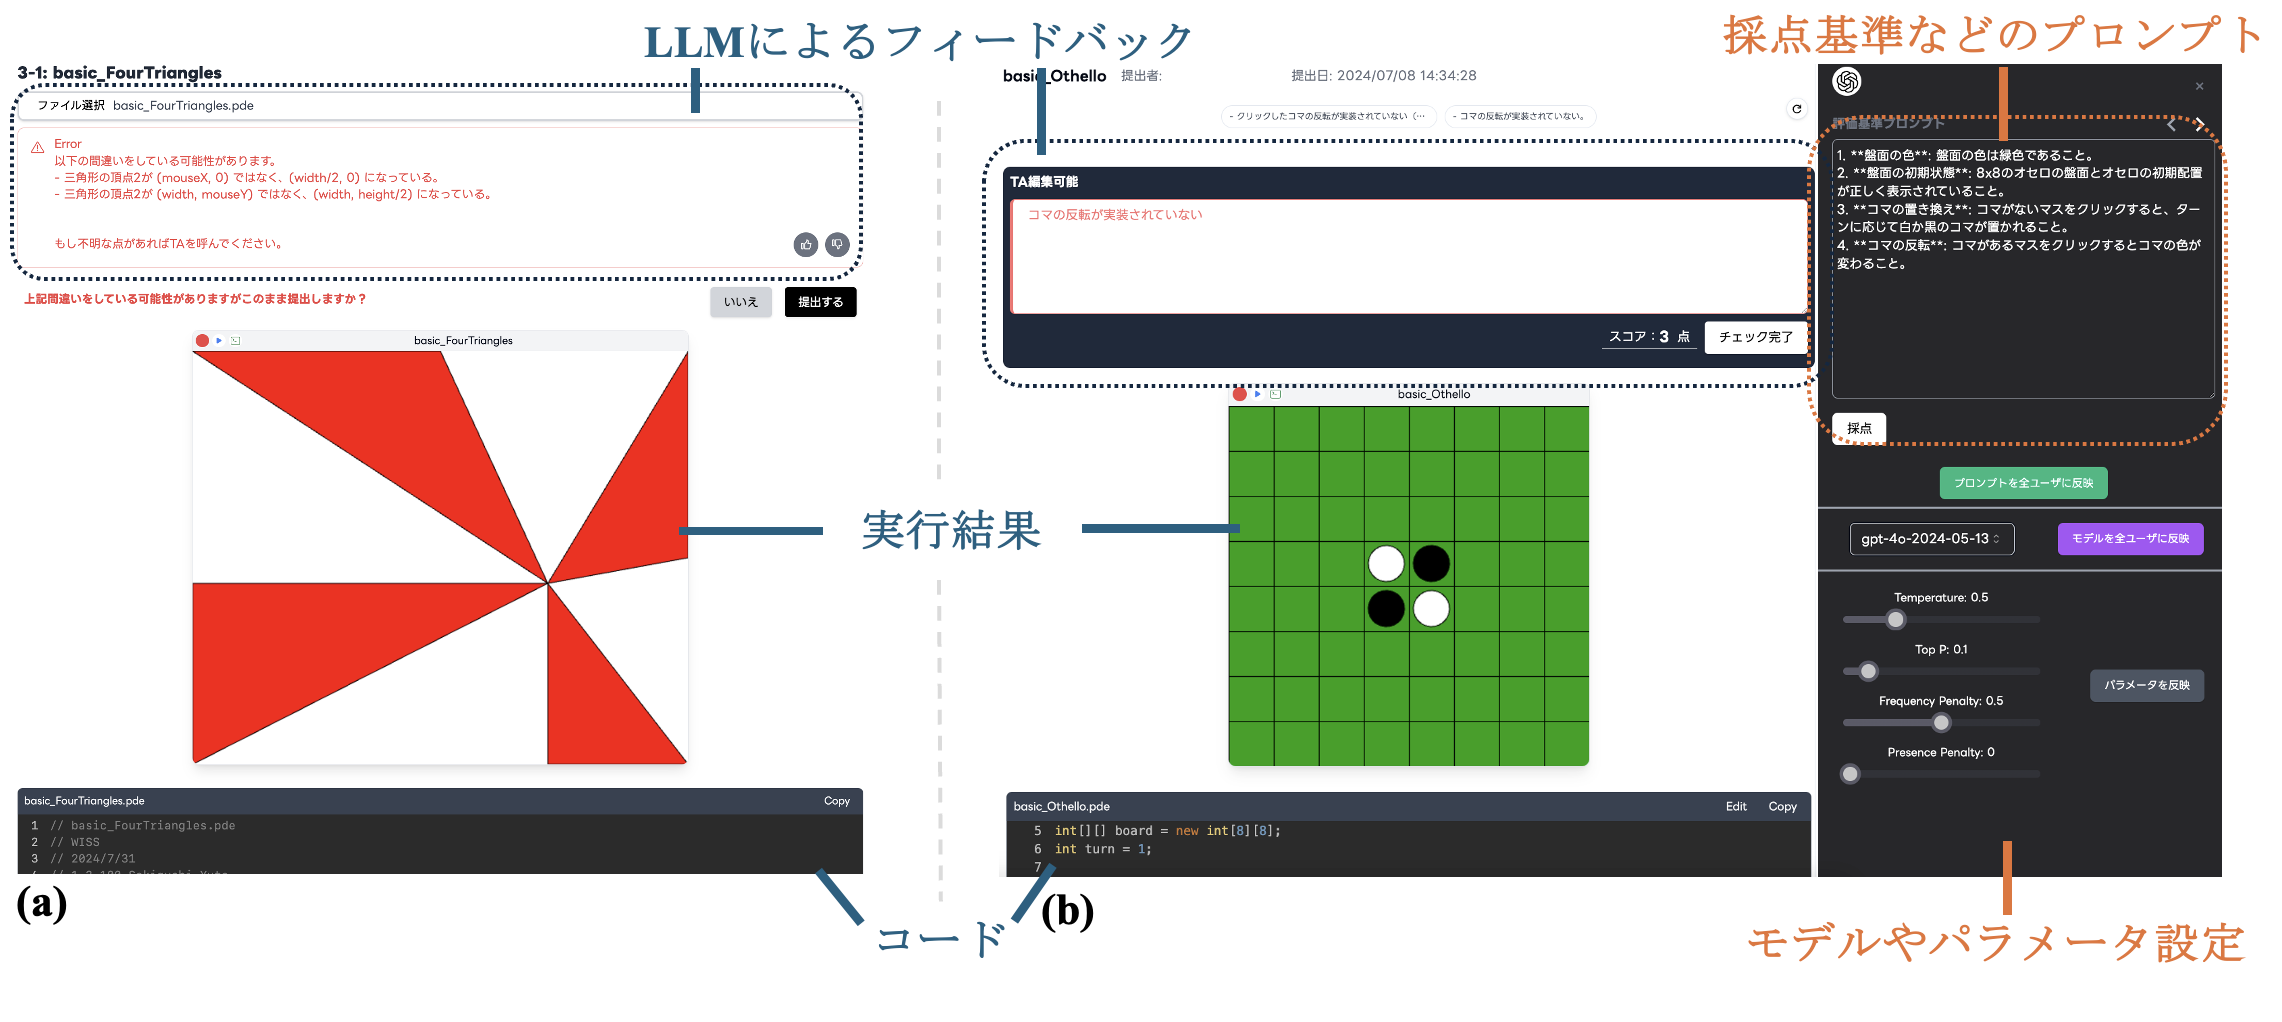 LLMによるフィードバック
採点基準などのプロンプト
3-1: basic_FourTriangles
ファイル選択 basic_FourTriangles.pde
Error
以下の間違いをしている可能性があります。
- 三角形の頂点2が (mouseX, 0) ではなく、(width/2, 0) になっている。
- 三角形の頂点2が (width, mouseY) ではなく、(width, height/2) になっている。
もし不明な点があればTAを呼んでください。
上記間違いをしている可能性がありますがこのまま提出しますか？
いいえ 提出する
basic_FourTriangles
basic_FourTriangles.pde Copy
1 // basic_FourTriangles.pde
2 // WISS
3 // 2024/7/31
(a)
実行結果
コード
basic_Othello 提出者: 提出日: 2024/07/08 14:34:28
- クリックしたコマの反転が実装されていない (… - コマの反転が実装されていない。
TA編集可能
コマの反転が実装されていない
スコア：3 点 チェック完了
basic_Othello
basic_Othello.pde Edit Copy
5 int[][] board = new int[8][8];
6 int turn = 1;
7
(b)
評価基準プロンプト
1. **盤面の色**: 盤面の色は緑色であること。
2. **盤面の初期状態**: 8x8のオセロの盤面とオセロの初期配置
が正しく表示されていること。
3. **コマの置き換え**: コマがないマスをクリックすると、ター
ンに応じて白か黒のコマが置かれること。
4. **コマの反転**: コマがあるマスをクリックするとコマの色が
変わること。
採点
プロンプトを全ユーザに反映
gpt-4o-2024-05-13 モデルを全ユーザに反映
Temperature: 0.5
Top P: 0.1
パラメータを反映
Frequency Penalty: 0.5
Presence Penalty: 0
モデルやパラメータ設定